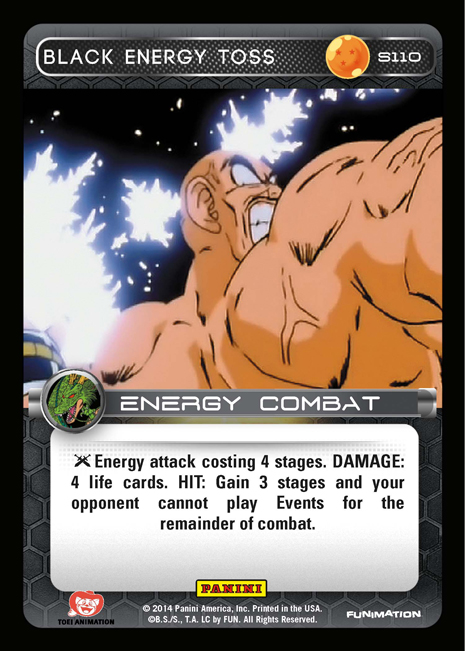 BLACK ENERGY TOSS
S110
ENERGY COMBAT
Energy attack costing 4 stages. DAMAGE:
4 life cards. HIT: Gain 3 stages and your
opponent cannot play Events for the
remainder of combat.
PANINI
TOEI ANIMATION
© 2014 Panini America, Inc. Printed in the USA.
©B.S./S., T.A. LC by FUN. All Rights Reserved.
FUNIMATION